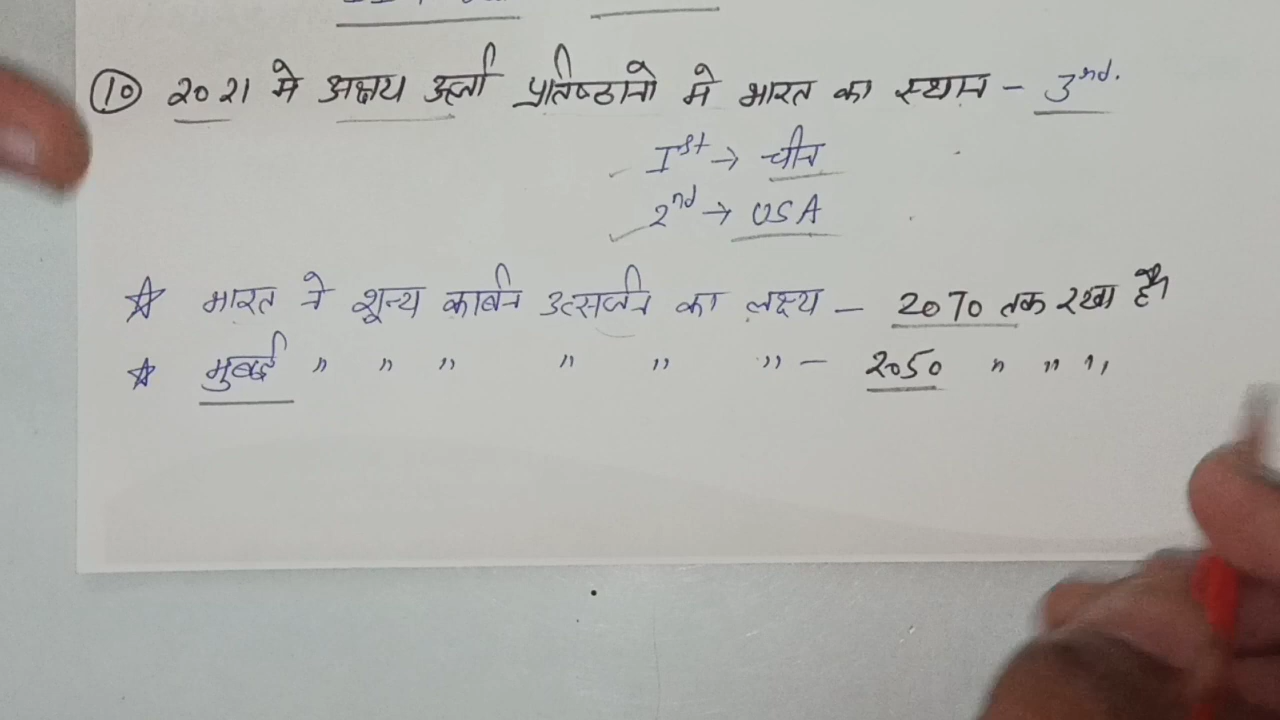 ⑩ 2021 मे अक्षय ऊर्जा प्रतिष्ठानो मे भारत का स्थान - 3rd.
Ist → चीन
2nd → USA
☆ भारत ने शून्य कार्बन उत्सर्जन का लक्ष्य - 2070 तक रखा है।
☆ मुबई " " " " " " - 2050 " " "